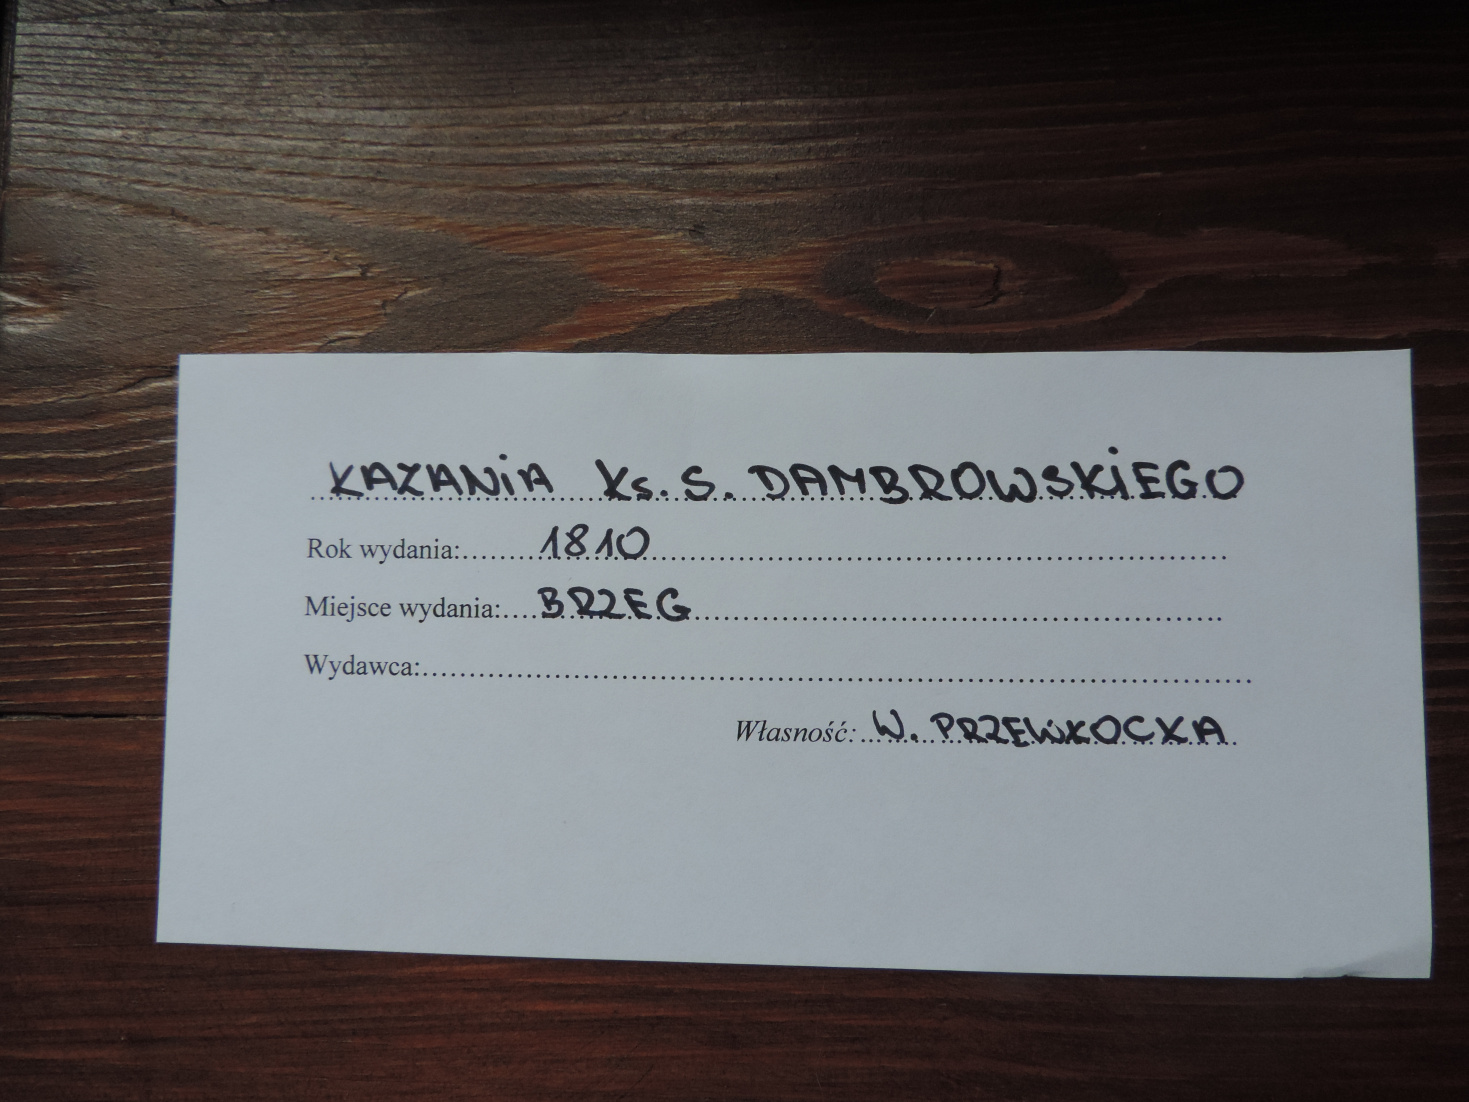 KAZANIA Ks. S. DAMBROWSKIEGO
Rok wydania: 1810
Miejsce wydania: BRZEG
Wydawca:
Własność: W. PRZEWKOCKA